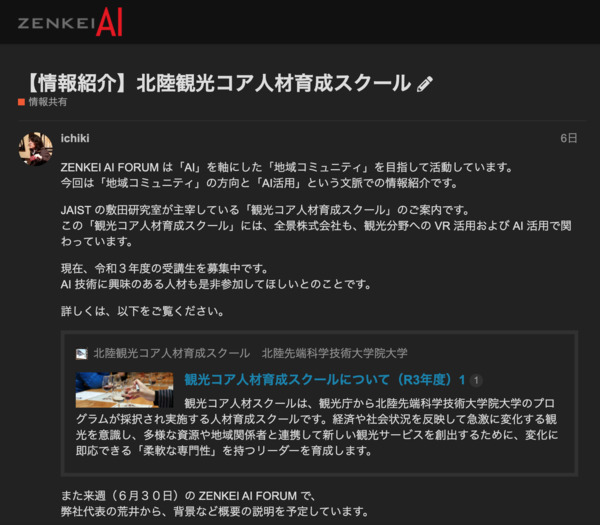 ZENKEI AI
【情報紹介】北陸観光コア人材育成スクール
情報共有
ichiki
6日
ZENKEI AI FORUM は「AI」を軸にした「地域コミュニティ」を目指して活動しています。
今回は「地域コミュニティ」の方向と「AI活用」という文脈での情報紹介です。
JAIST の敷田研究室が主宰している「観光コア人材育成スクール」のご案内です。
この「観光コア人材育成スクール」には、全景株式会社も、観光分野への VR 活用および AI 活用で関
わっています。
現在、令和３年度の受講生を募集中です。
AI 技術に興味のある人材も是非参加してほしいとのことです。
詳しくは、以下をご覧ください。
北陸観光コア人材育成スクール　北陸先端科学技術大学院大学
観光コア人材育成スクールについて（R3年度）1 1
観光コア人材スクールは、観光庁から北陸先端科学技術大学院大学のプロ
グラムが採択され実施する人材育成スクールです。経済や社会状況を反映して急激に変化する観
光を意識し、多様な資源や地域関係者と連携して新しい観光サービスを創出するために、変化に
即応できる「柔軟な専門性」を持つリーダーを育成します。
また来週（６月３０日）の ZENKEI AI FORUM で、
弊社代表の荒井から、背景など概要の説明を予定しています。